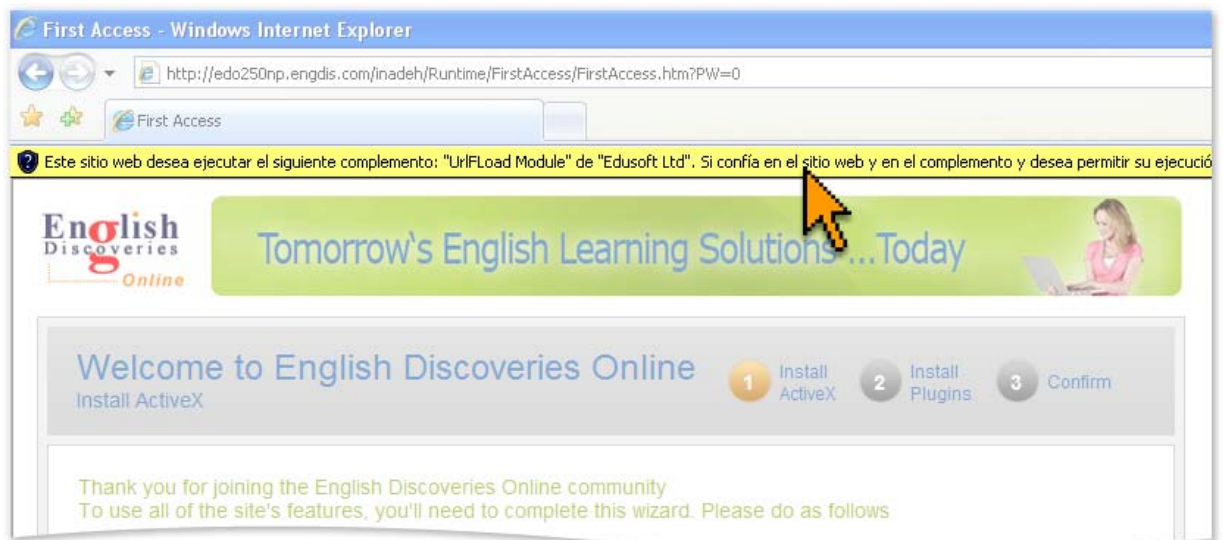 First Access - Windows Internet Explorer
http://edo250np.engdis.com/inadeh/Runtime/FirstAccess/FirstAccess.htm?PW=0
First Access
Este sitio web desea ejecutar el siguiente complemento: "UrlFLoad Module" de "Edusoft Ltd". Si confía en el sitio web y en el complemento y desea permitir su ejecució
English
Discoveries
Online
Tomorrow`s English Learning Solutions ...Today
Welcome to English Discoveries Online
Install ActiveX
1 Install ActiveX
2 Install Plugins
3 Confirm
Thank you for joining the English Discoveries Online community
To use all of the site's features, you'll need to complete this wizard. Please do as follows